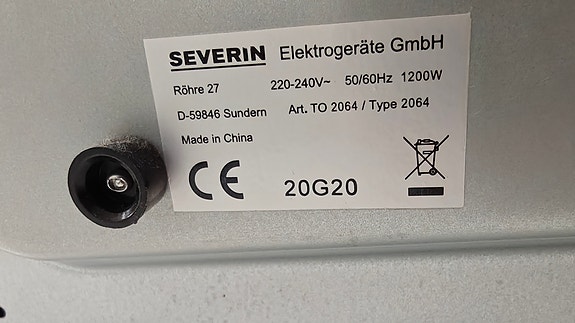 SEVERIN Elektrogeräte GmbH
Röhre 27 220-240V~ 50/60Hz 1200W
D-59846 Sundern Art. TO 2064 / Type 2064
Made in China
CE 20G20